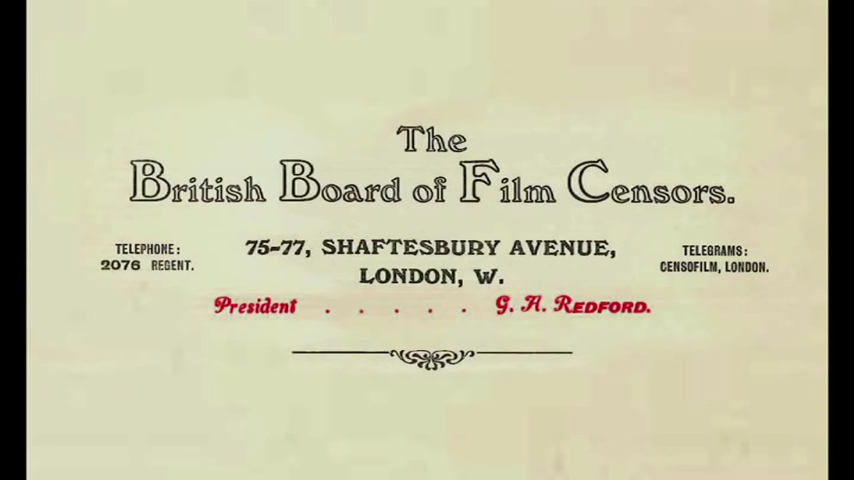 The
British Board of Film Censors.
TELEPHONE:
2076 REGENT.
75-77, SHAFTESBURY AVENUE,
LONDON, W.
TELEGRAMS:
CENSOFILM, LONDON.
President . . . . . G. A. REDFORD.